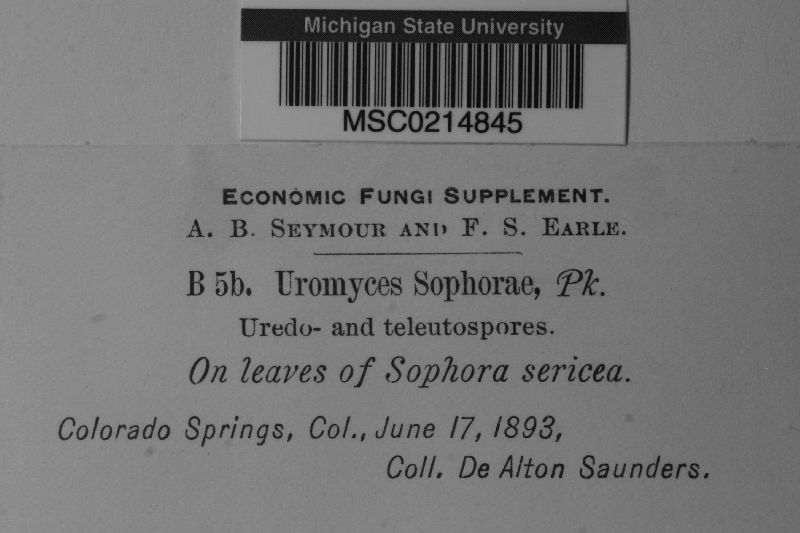 Michigan State University
MSC0214845
ECONOMIC FUNGI SUPPLEMENT.
A. B. SEYMOUR AND F. S. EARLE.
B 5b. Uromyces Sophorae, Pk.
Uredo- and teleutospores.
On leaves of Sophora sericea.
Colorado Springs, Col., June 17, 1893,
Coll. De Alton Saunders.